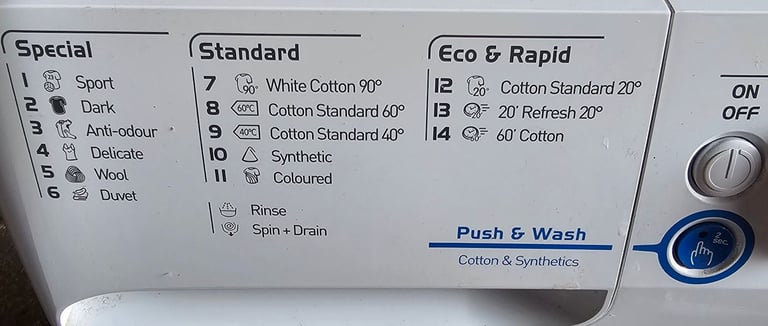 Special
1 Sport
2 Dark
3 Anti-odour
4 Delicate
5 Wool
6 Duvet
Standard
7 90° White Cotton 90°
8 60°C Cotton Standard 60°
9 40°C Cotton Standard 40°
10 Synthetic
11 Coloured
Rinse
Spin + Drain
Eco & Rapid
12 20° Cotton Standard 20°
13 20' Refresh 20°
14 60' Cotton
Push & Wash
Cotton & Synthetics
ON
OFF
2
sec.